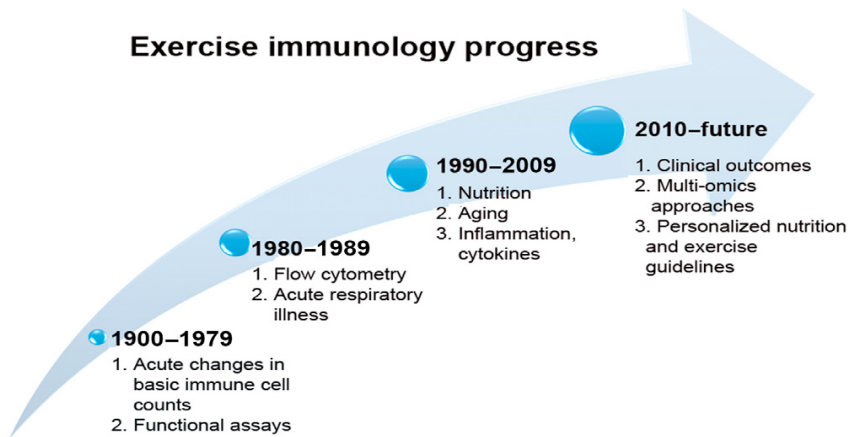 Exercise immunology progress
2010–future
1. Clinical outcomes
2. Multi-omics
approaches
3. Personalized nutrition
and exercise
guidelines
1990–2009
1. Nutrition
2. Aging
3. Inflammation,
cytokines
1980–1989
1. Flow cytometry
2. Acute respiratory
illness
1900–1979
1. Acute changes in
basic immune cell
counts
2. Functional assays